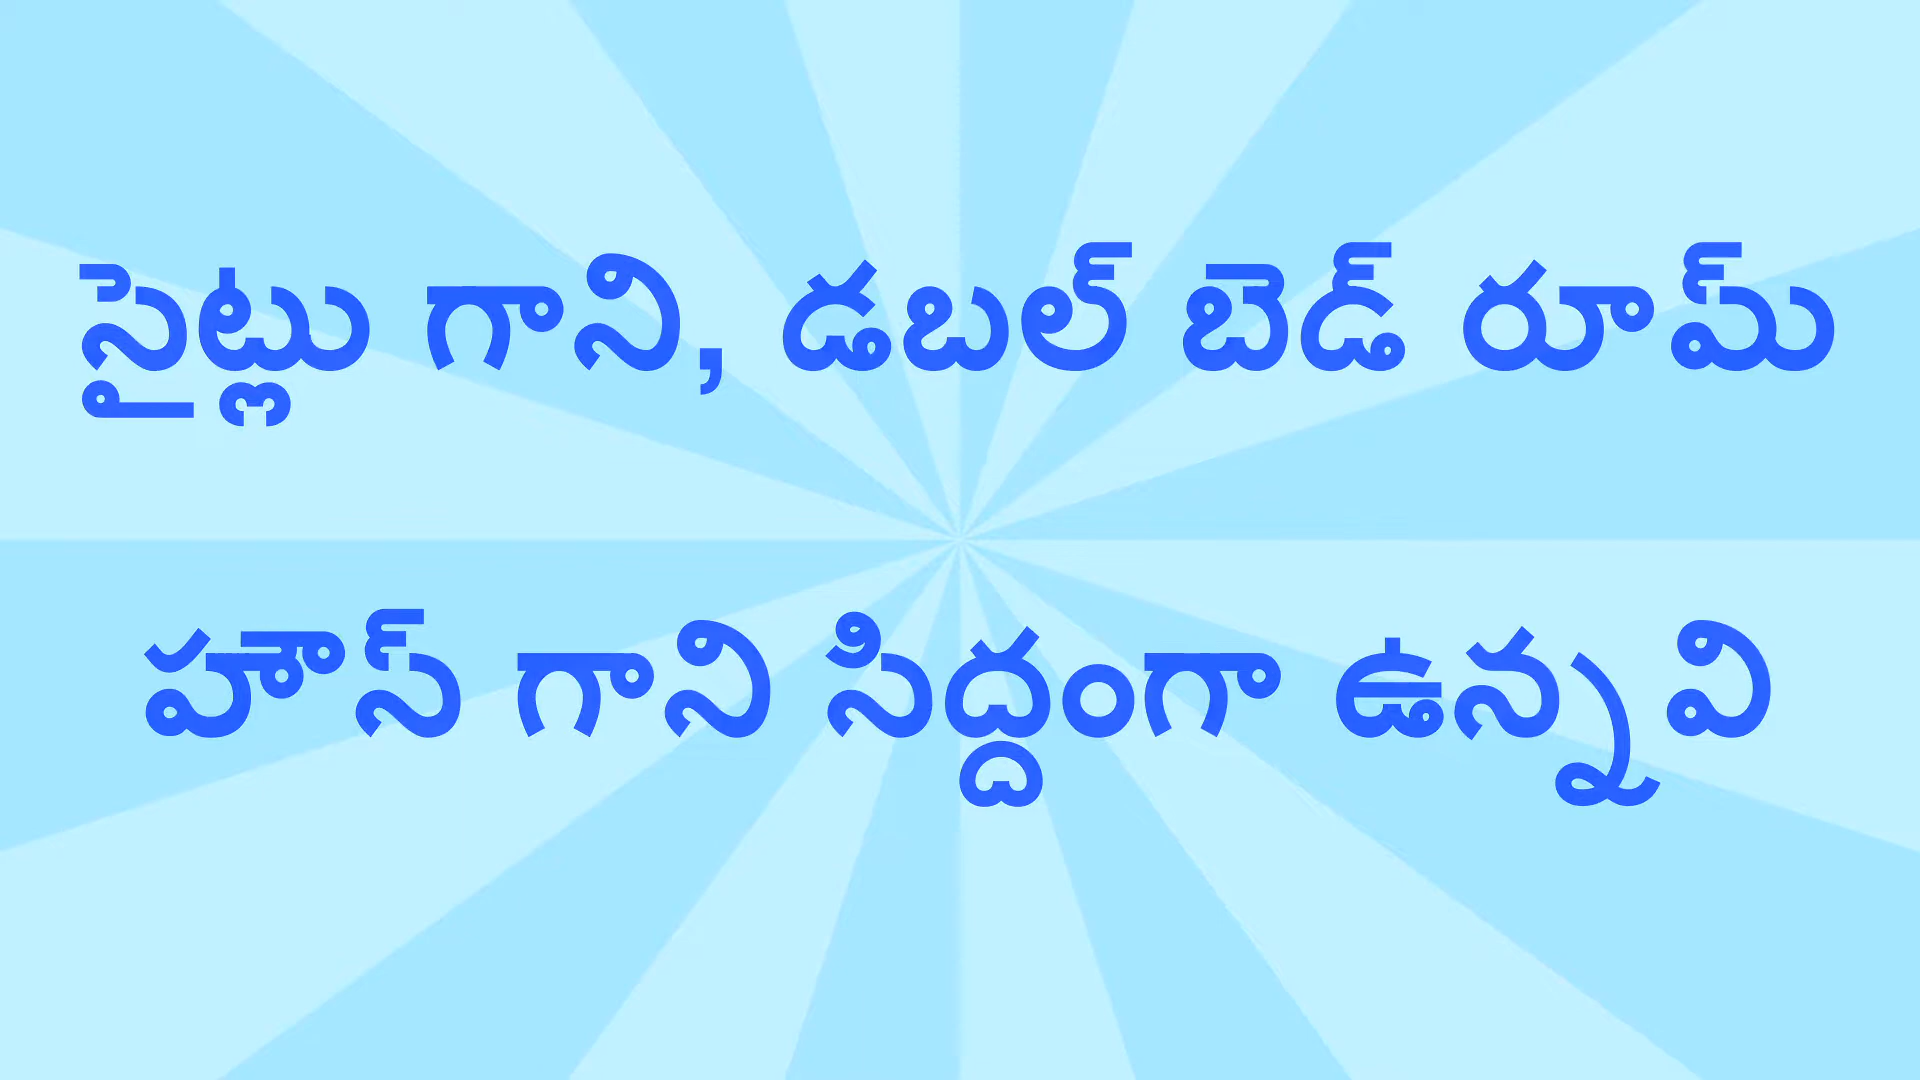 సైట్లు గాని, డబల్ బెడ్ రూమ్
హౌస్ గాని సిద్దంగా ఉన్నవి